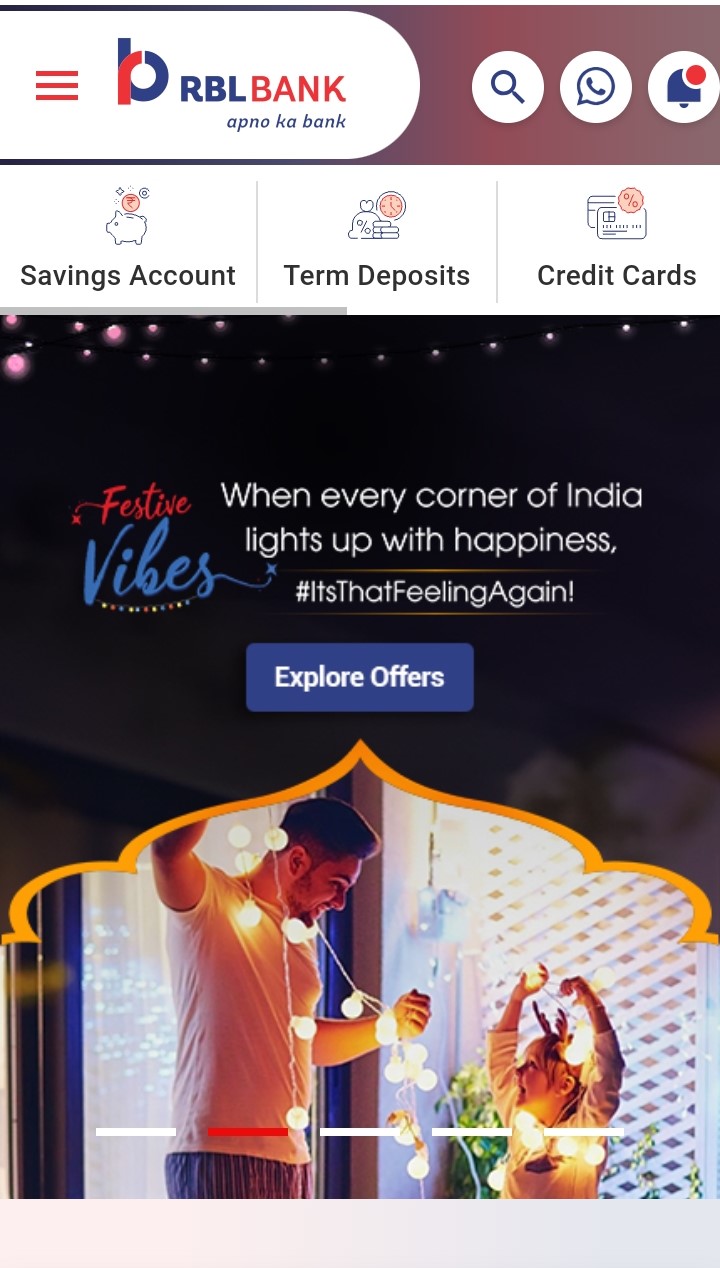 RBL BANK
apno ka bank
Savings Account
Term Deposits
Credit Cards
Festive
Vibes
When every corner of India
lights up with happiness,
#ItsThatFeelingAgain!
Explore Offers